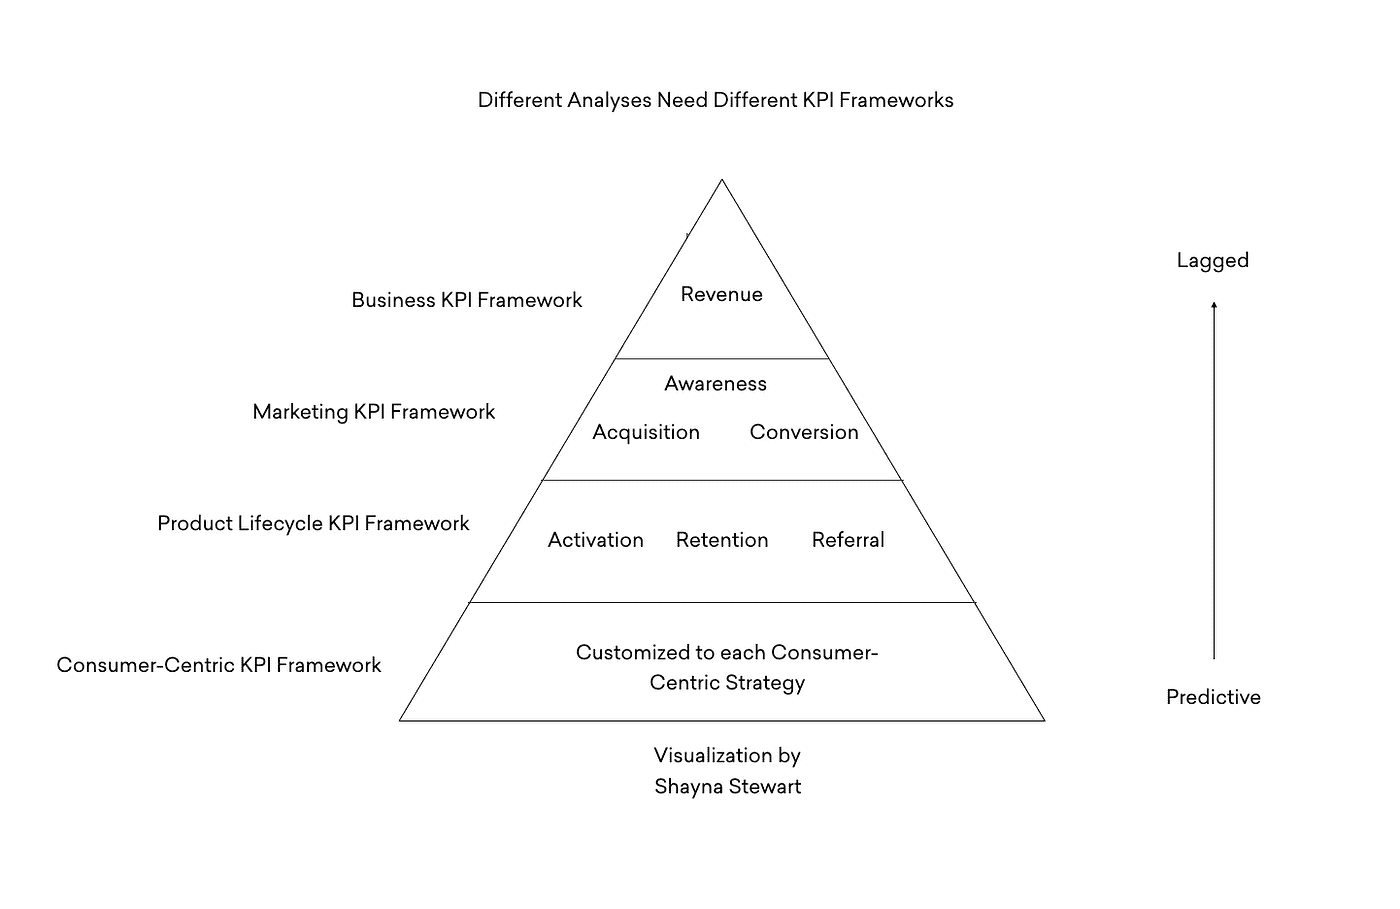 Different Analyses Need Different KPI Frameworks
Lagged
Business KPI Framework
Revenue
Awareness
Marketing KPI Framework
Acquisition
Conversion
Product Lifecycle KPI Framework
Activation
Retention
Referral
Consumer-Centric KPI Framework
Customized to each Consumer-
Centric Strategy
Predictive
Visualization by
Shayna Stewart